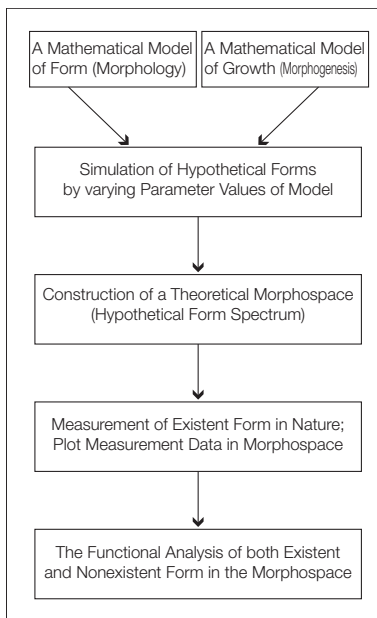 A Mathematical Model
of Form (Morphology)
A Mathematical Model
of Growth (Morphogenesis)
Simulation of Hypothetical Forms
by varying Parameter Values of Model
Construction of a Theoretical Morphospace
(Hypothetical Form Spectrum)
Measurement of Existent Form in Nature;
Plot Measurement Data in Morphospace
The Functional Analysis of both Existent
and Nonexistent Form in the Morphospace